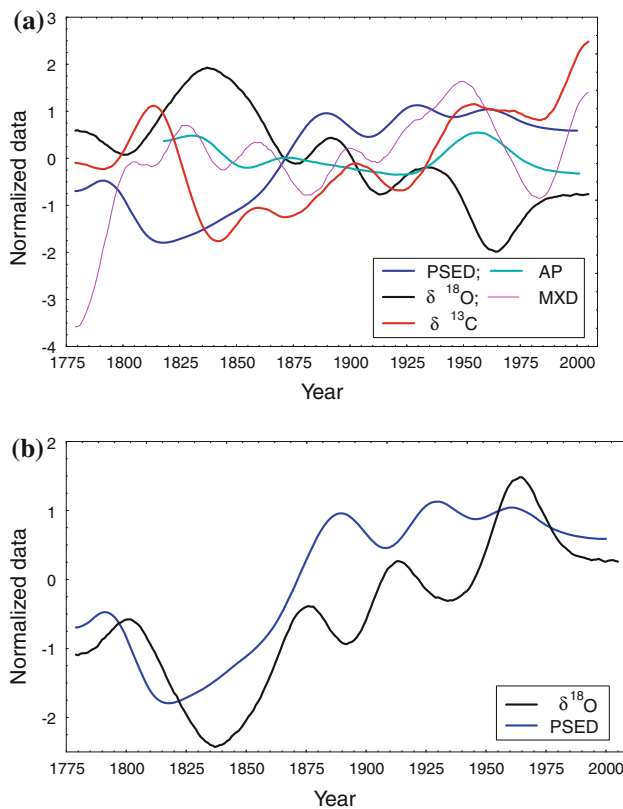 (a)
3
2
1
0
-1
-2
-3
-4
Normalized data
PSED; AP
δ ¹⁸O; MXD
δ ¹³C
1775 1800 1825 1850 1875 1900 1925 1950 1975 2000
Year
(b)
2
1
0
-1
-2
Normalized data
δ¹⁸O
PSED
1775 1800 1825 1850 1875 1900 1925 1950 1975 2000
Year